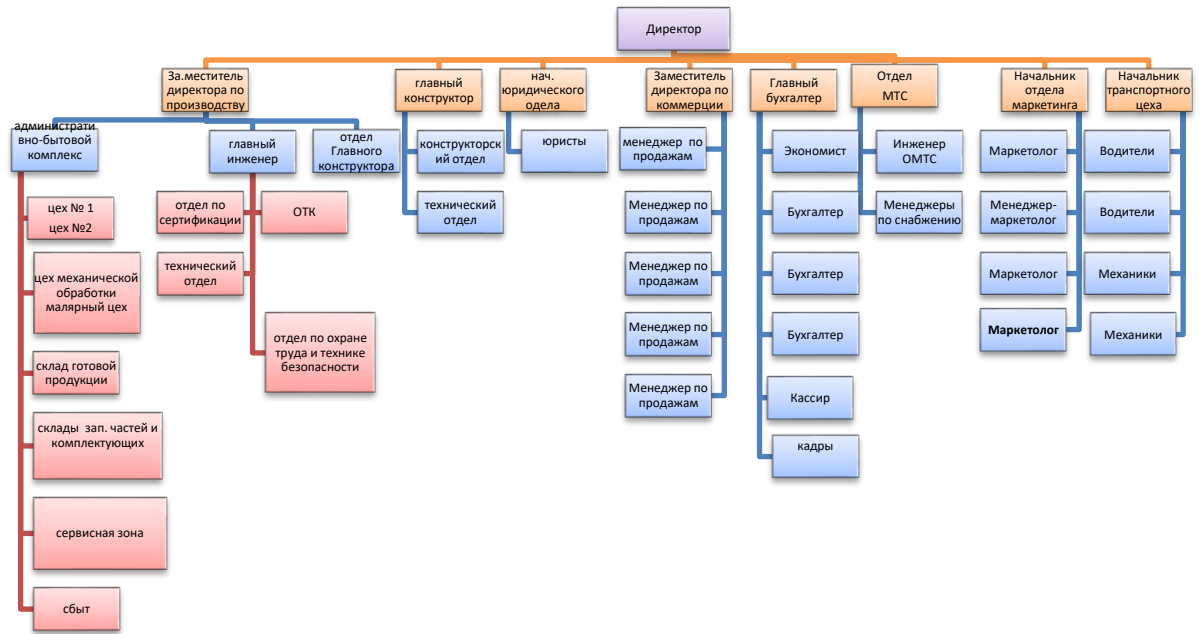 Директор
За.меститель
директора по
производству
главный
конструктор
нач.
юридического
одела
Заместитель
директора по
коммерции
Главный
бухгалтер
Отдел
МТС
Начальник
отдела
маркетинга
Начальник
транспортного
цеха
администрати
вно-бытовой
комплекс
главный
инженер
отдел
Главного
конструктора
цех № 1
цех №2
цех механической
обработки
малярный цех
склад готовой
продукции
склады зап. частей и
комплектующих
сервисная зона
сбыт
отдел по
сертификации
ОТК
технический
отдел
отдел по охране
труда и технике
безопасности
конструкторс
кий отдел
технический
отдел
юристы
менеджер по
продажам
Менеджер по
продажам
Менеджер по
продажам
Менеджер по
продажам
Менеджер по
продажам
Экономист
Бухгалтер
Бухгалтер
Бухгалтер
Кассир
кадры
Инженер
ОМТС
Менеджеры
по снабжению
Маркетолог
Менеджер-
маркетолог
Маркетолог
Маркетолог
Водители
Водители
Механики
Механики